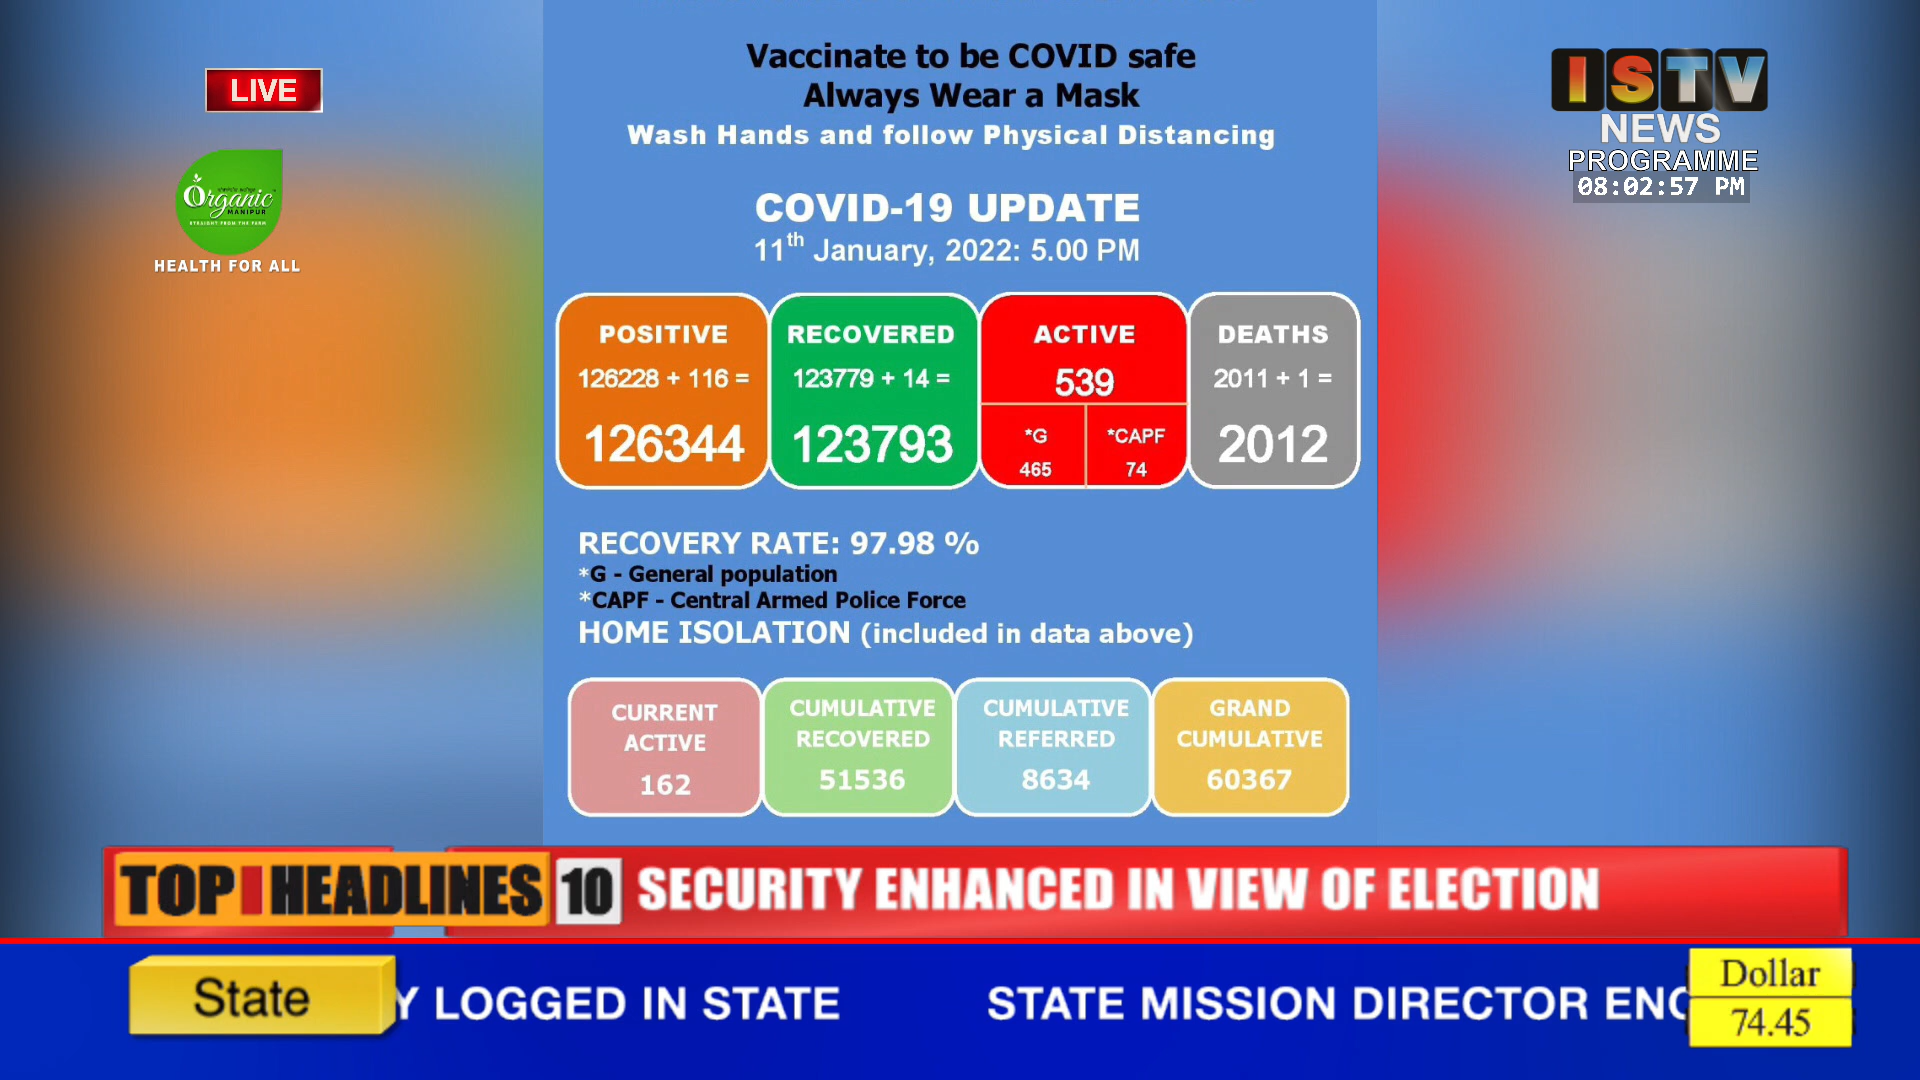 Vaccinate to be COVID safe
Always Wear a Mask
Wash Hands and follow Physical Distancing
LIVE
ISTV
NEWS
PROGRAMME
08:02:57 PM
Organic
MANIPUR
STRAIGHT FROM THE FARM
HEALTH FOR ALL
COVID-19 UPDATE
11th January, 2022: 5.00 PM
POSITIVE
126228 + 116 =
126344
RECOVERED
123779 + 14 =
123793
ACTIVE
539
*G
465
*CAPF
74
DEATHS
2011 + 1 =
2012
RECOVERY RATE: 97.98 %
*G - General population
*CAPF - Central Armed Police Force
HOME ISOLATION (included in data above)
CURRENT
ACTIVE
162
CUMULATIVE
RECOVERED
51536
CUMULATIVE
REFERRED
8634
GRAND
CUMULATIVE
60367
TOP HEADLINES 10 SECURITY ENHANCED IN VIEW OF ELECTION
State
Y LOGGED IN STATE STATE MISSION DIRECTOR ENC
Dollar
74.45